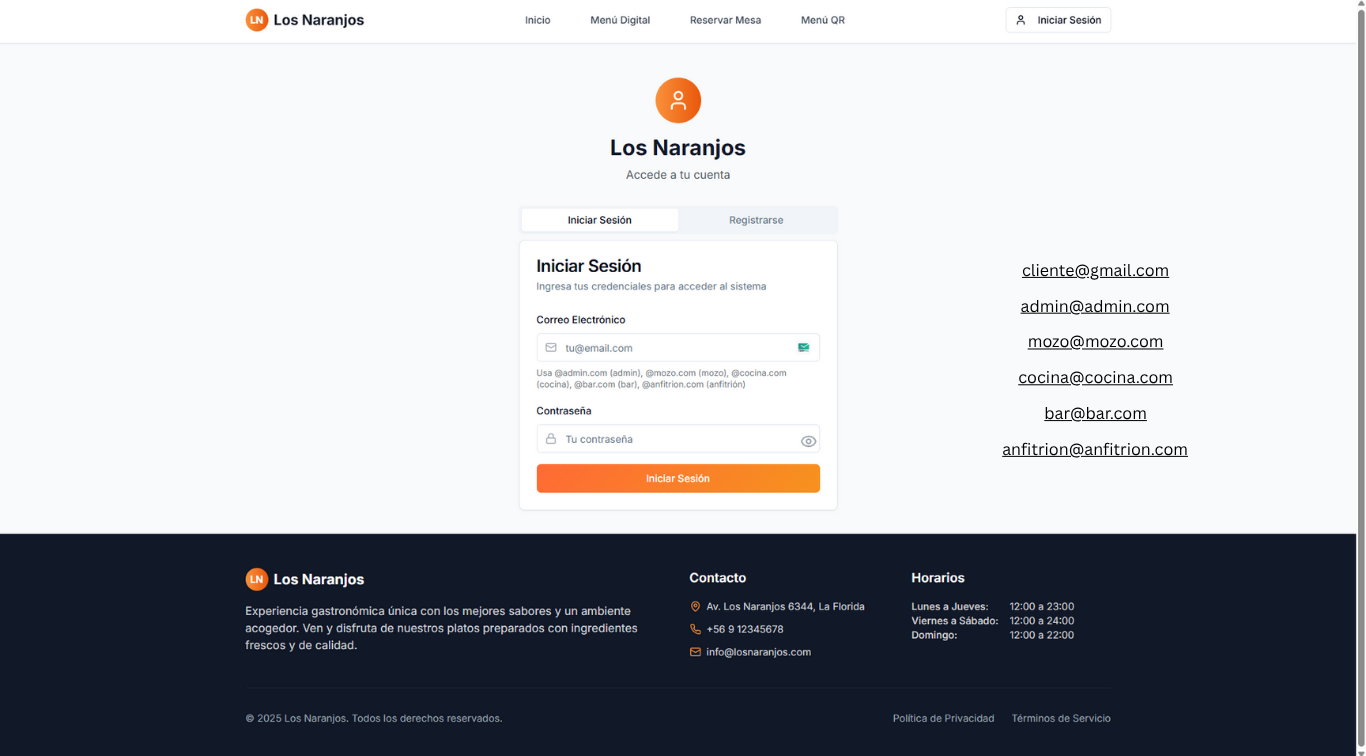 LN Los Naranjos
Inicio
Menú Digital
Reservar Mesa
Menú QR
Iniciar Sesión
Los Naranjos
Accede a tu cuenta
Iniciar Sesión
Registrarse
Iniciar Sesión
Ingresa tus credenciales para acceder al sistema
Correo Electrónico
tu@email.com
Usa @admin.com (admin), @mozo.com (mozo), @cocina.com
(cocina), @bar.com (bar), @anfitrion.com (anfitrión)
Contraseña
Tu contraseña
Iniciar Sesión
cliente@gmail.com
admin@admin.com
mozo@mozo.com
cocina@cocina.com
bar@bar.com
anfitrion@anfitrion.com
LN Los Naranjos
Experiencia gastronómica única con los mejores sabores y un ambiente
acogedor. Ven y disfruta de nuestros platos preparados con ingredientes
frescos y de calidad.
Contacto
Av. Los Naranjos 6344, La Florida
+56 9 12345678
info@losnaranjos.com
Horarios
Lunes a Jueves: 12:00 a 23:00
Viernes a Sábado: 12:00 a 24:00
Domingo: 12:00 a 22:00
© 2025 Los Naranjos. Todos los derechos reservados.
Política de Privacidad
Términos de Servicio